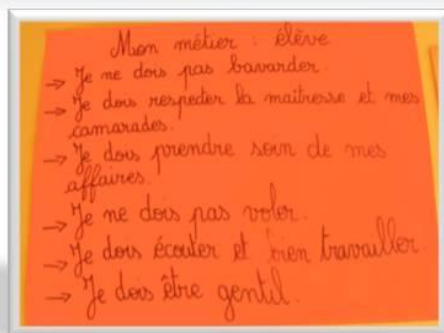 Mon métier : élève
→ Je ne dois pas bavarder.
→ Je dois respecter la maîtresse et mes
camarades.
→ Je dois prendre soin de mes
affaires.
→ Je ne dois pas voler.
→ Je dois écouter et bien travailler.
→ Je dois être gentil.